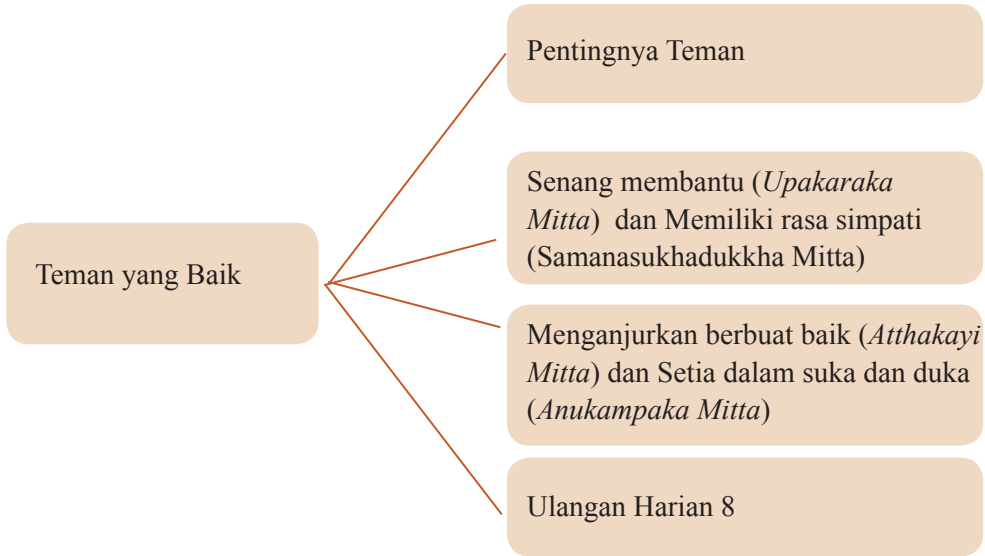 Pentingnya Teman
Senang membantu (Upakaraka
Mitta) dan Memiliki rasa simpati
(Samanasukhadukkha Mitta)
Teman yang Baik
Menganjurkan berbuat baik (Atthakayi
Mitta) dan Setia dalam suka dan duka
(Anukampaka Mitta)
Ulangan Harian 8